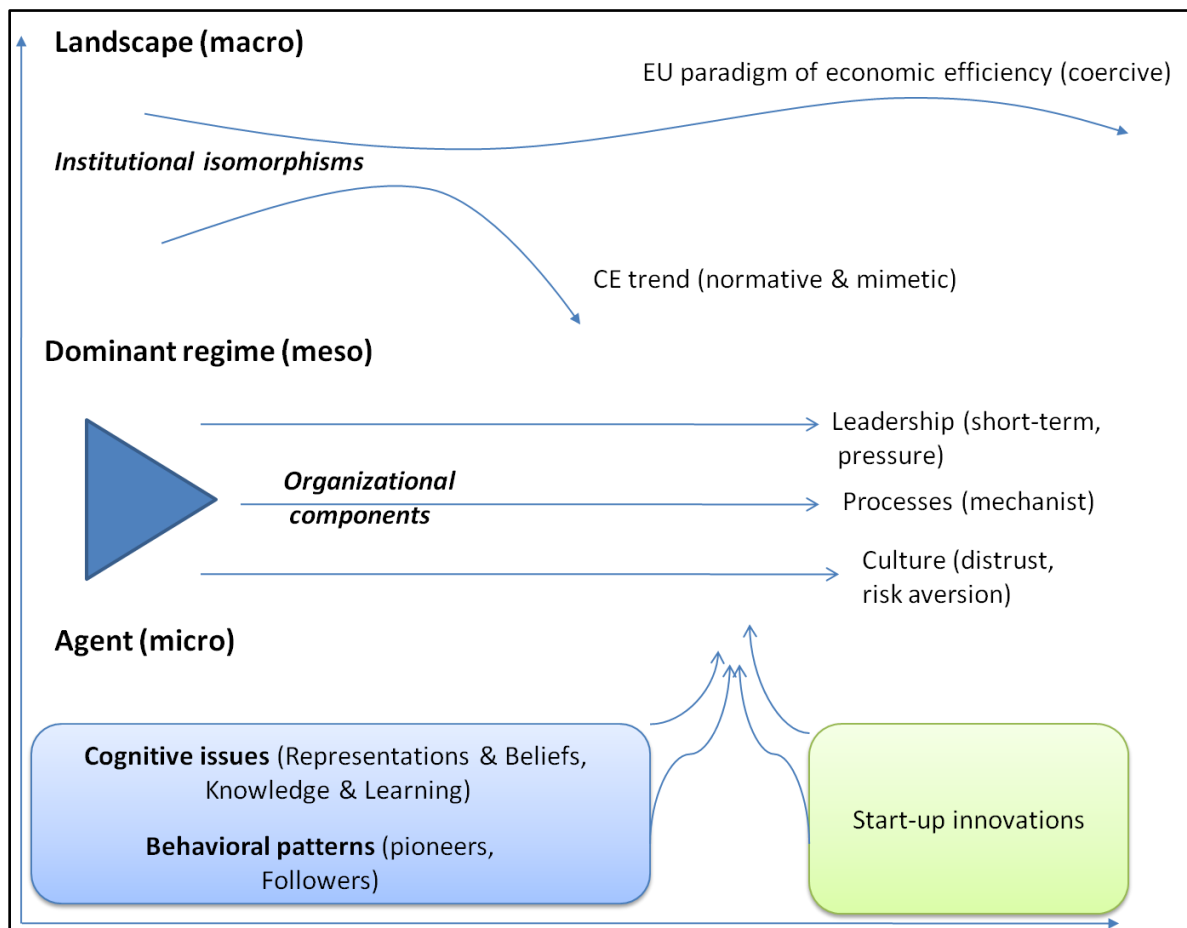 Landscape (macro)
EU paradigm of economic efficiency (coercive)
Institutional isomorphisms
CE trend (normative & mimetic)
Dominant regime (meso)
Leadership (short-term,
pressure)
Organizational
components
Processes (mechanist)
Culture (distrust,
risk aversion)
Agent (micro)
Cognitive issues (Representations & Beliefs,
Knowledge & Learning)
Behavioral patterns (pioneers,
Followers)
Start-up innovations